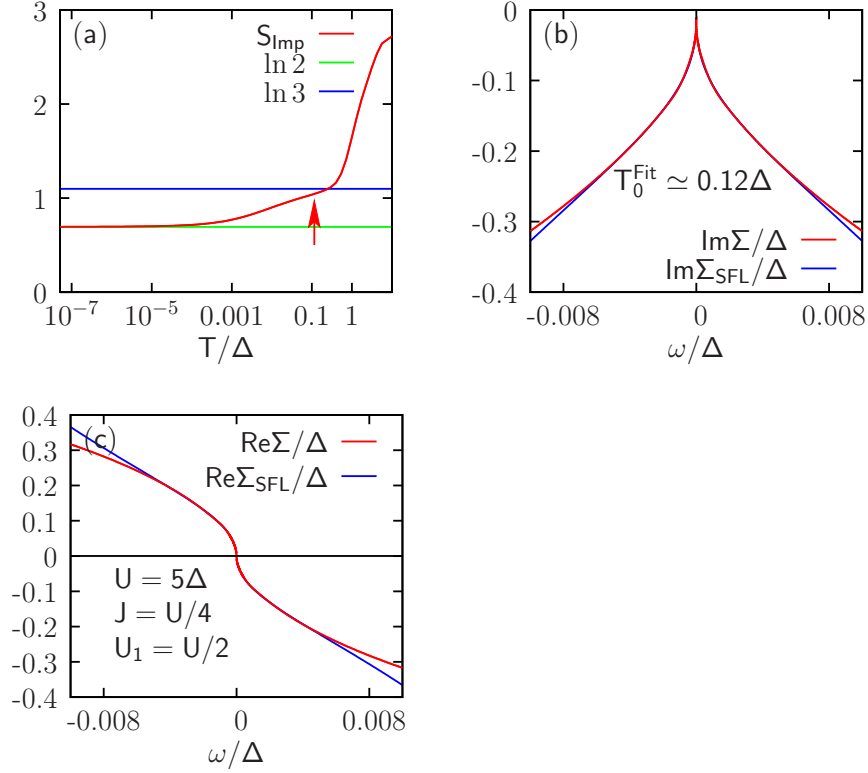 (a)
S_Imp
ln 2
ln 3
3
2
1
0
10^-7
10^-5
0.001
0.1
1
T/Δ
(b)
T_0^Fit ≃ 0.12Δ
ImΣ/Δ
ImΣ_SFL/Δ
0
-0.1
-0.2
-0.3
-0.4
-0.008
0
0.008
ω/Δ
(c)
ReΣ/Δ
ReΣ_SFL/Δ
0.4
0.3
0.2
0.1
0
-0.1
-0.2
-0.3
-0.4
U = 5Δ
J = U/4
U_1 = U/2
-0.008
0
0.008
ω/Δ